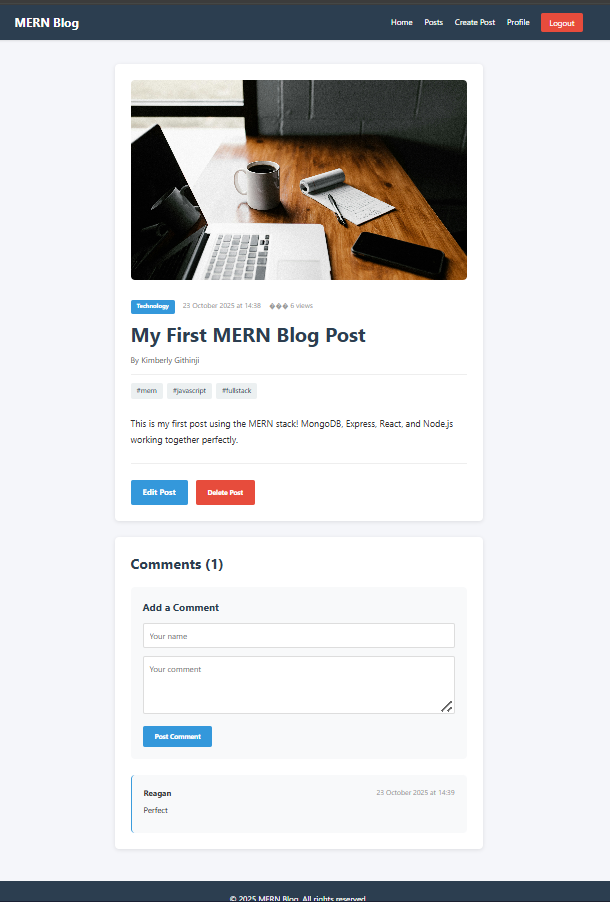 MERN Blog
Home Posts Create Post Profile Logout
Technology 23 October 2025 at 14:38 ��� 6 views
My First MERN Blog Post
By Kimberly Githinji
#mern #javascript #fullstack
This is my first post using the MERN stack! MongoDB, Express, React, and Node.js
working together perfectly.
Edit Post Delete Post
Comments (1)
Add a Comment
Your name
Your comment
Post Comment
Reagan 23 October 2025 at 14:39
Perfect
© 2025 MERN Blog. All rights reserved